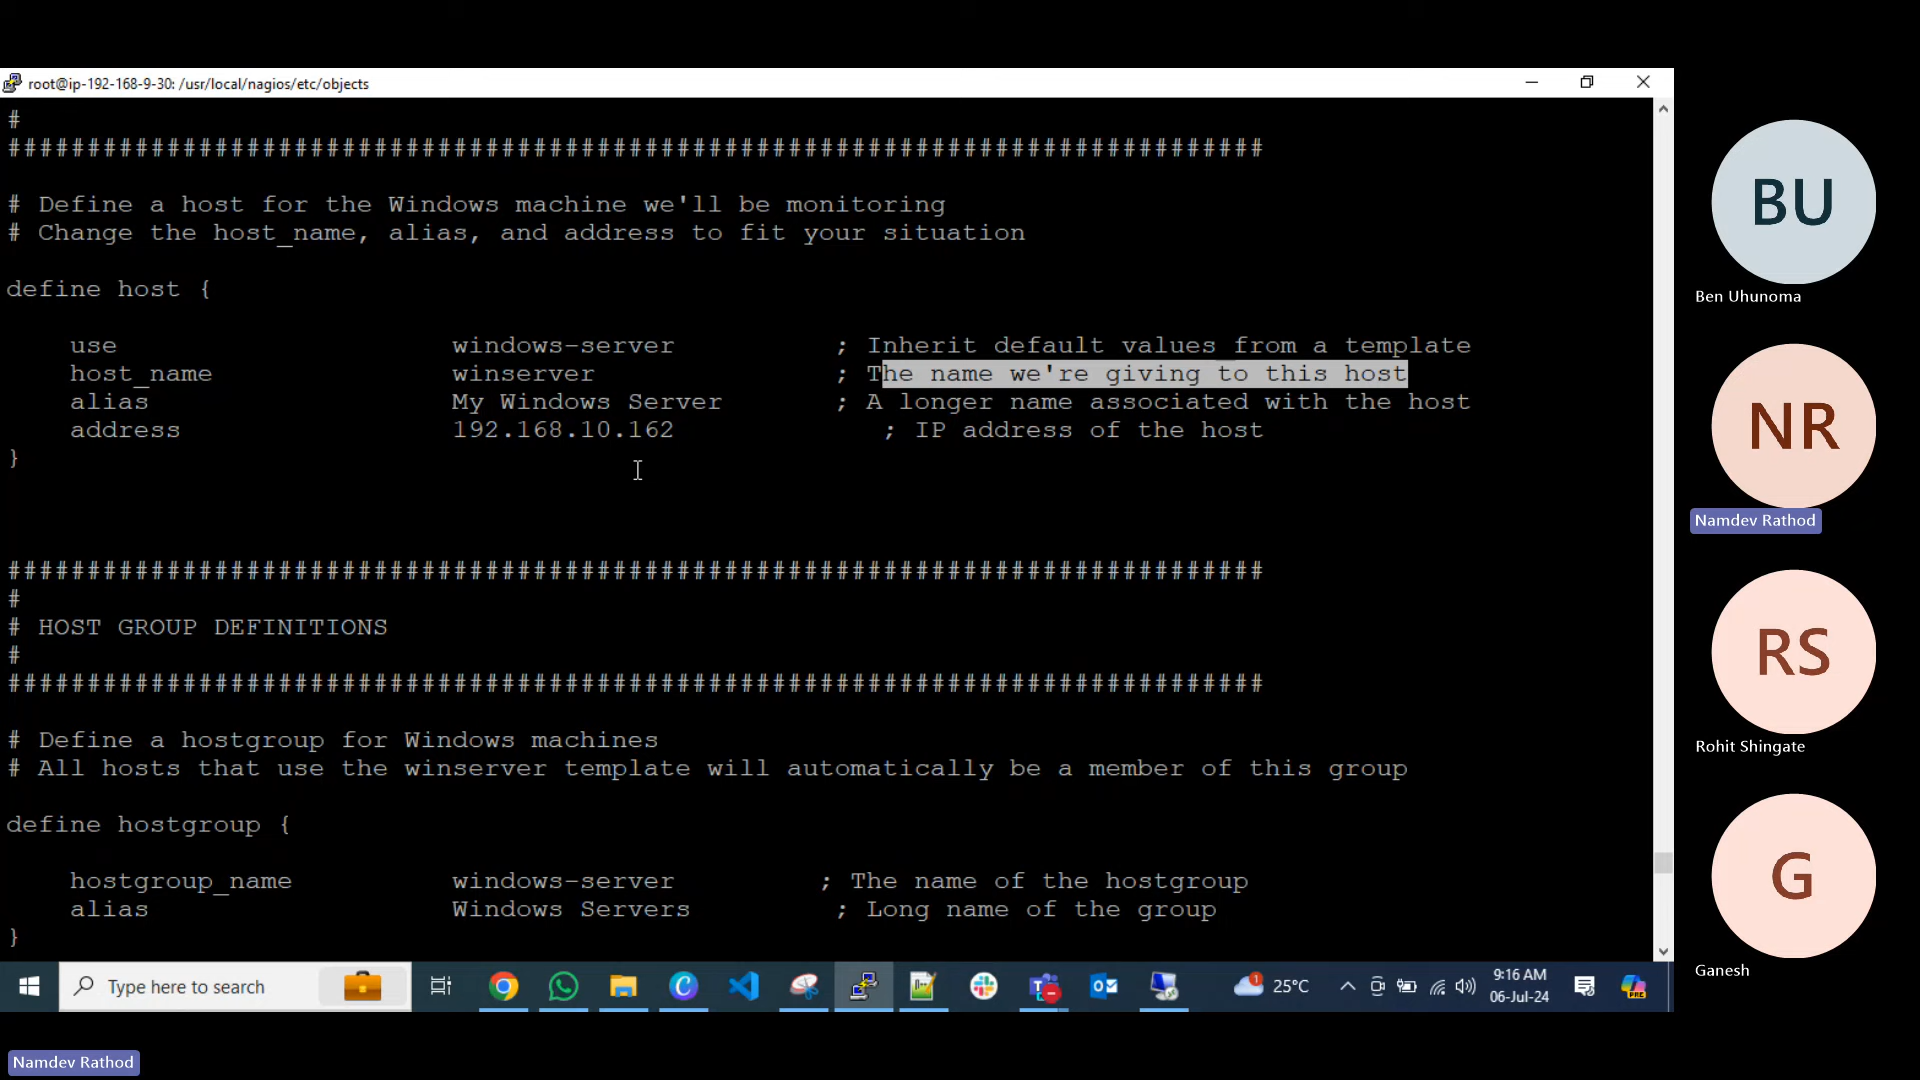 root@ip-192-168-9-30: /usr/local/nagios/etc/objects
#
###############################################################################
# Define a host for the Windows machine we'll be monitoring
# Change the host_name, alias, and address to fit your situation
define host {
use windows-server ; Inherit default values from a template
host_name winserver ; The name we're giving to this host
alias My Windows Server ; A longer name associated with the host
address 192.168.10.162 ; IP address of the host
}
###############################################################################
#
# HOST GROUP DEFINITIONS
#
###############################################################################
# Define a hostgroup for Windows machines
# All hosts that use the winserver template will automatically be a member of this group
define hostgroup {
hostgroup_name windows-server ; The name of the hostgroup
alias Windows Servers ; Long name of the group
}
Type here to search
1
25°C
9:16 AM
06-Jul-24
PRE
BU
Ben Uhunoma
NR
Namdev Rathod
RS
Rohit Shingate
G
Ganesh
Namdev Rathod